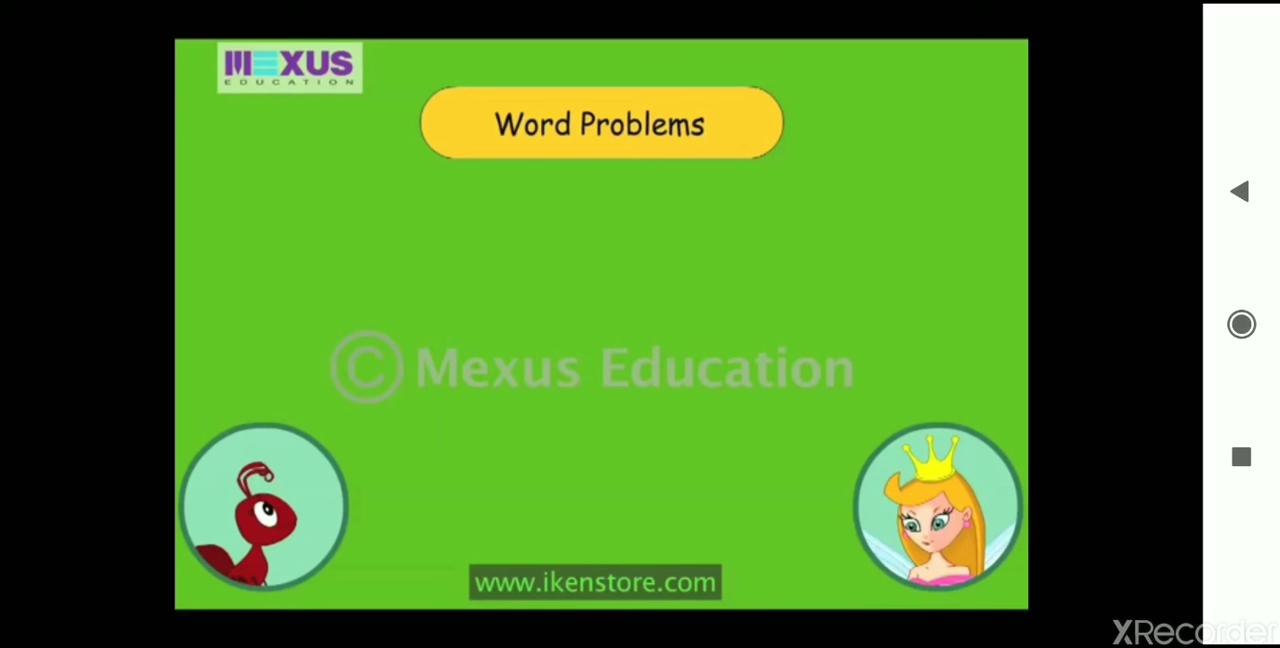 MEXUS
EDUCATION
Word Problems
© Mexus Education
www.ikenstore.com
XRecorder